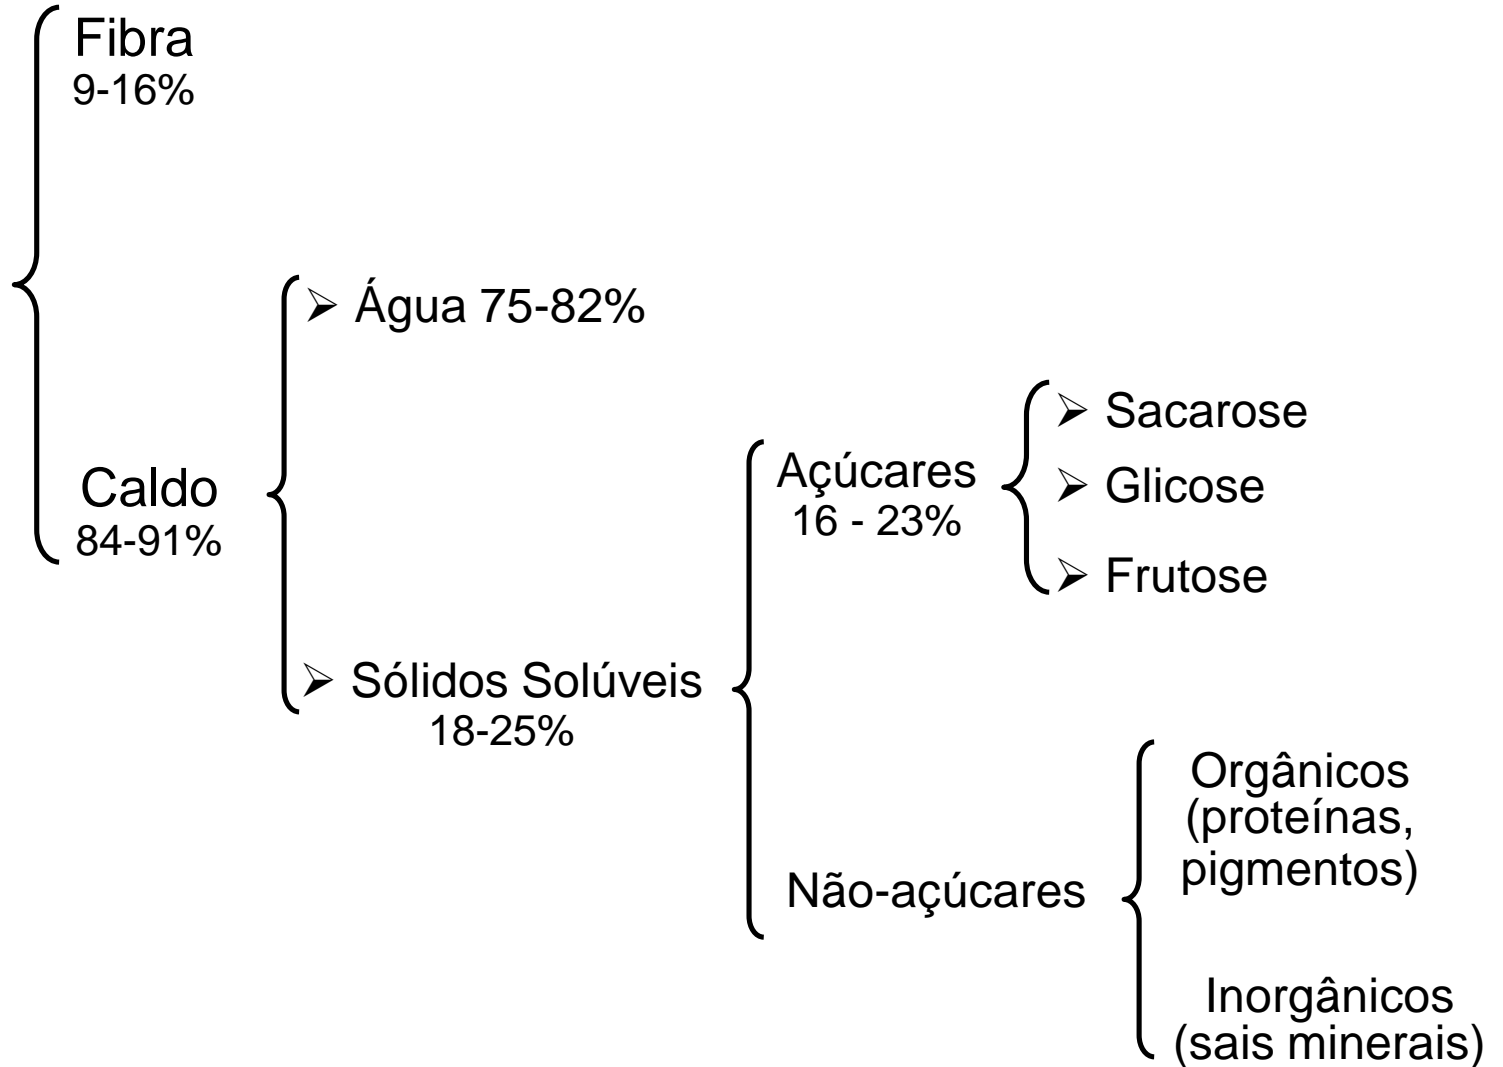 Fibra
9-16%
Água 75-82%
Caldo
84-91%
Sólidos Solúveis
18-25%
Açúcares
16 - 23%
Sacarose
Glicose
Frutose
Não-açúcares
Orgânicos
(proteínas,
pigmentos)
Inorgânicos
(sais minerais)